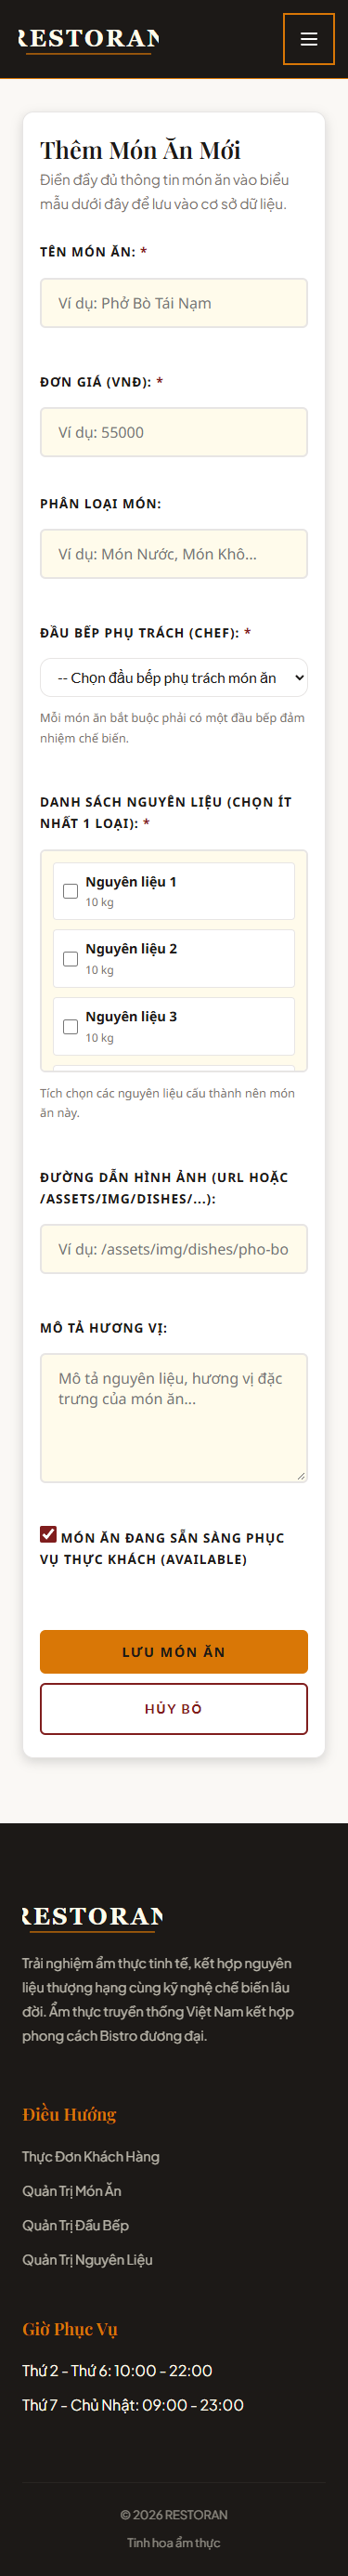 RESTORAN
Thêm Món Ăn Mới
Điền đầy đủ thông tin món ăn vào biểu
mẫu dưới đây để lưu vào cơ sở dữ liệu.
TÊN MÓN ĂN: *
Ví dụ: Phở Bò Tái Nạm
ĐƠN GIÁ (VNĐ): *
Ví dụ: 55000
PHÂN LOẠI MÓN:
Ví dụ: Món Nước, Món Khô...
ĐẦU BẾP PHỤ TRÁCH (CHEF): *
-- Chọn đầu bếp phụ trách món ăn
Mỗi món ăn bắt buộc phải có một đầu bếp đảm
nhiệm chế biến.
DANH SÁCH NGUYÊN LIỆU (CHỌN ÍT
NHẤT 1 LOẠI): *
Nguyên liệu 1
10 kg
Nguyên liệu 2
10 kg
Nguyên liệu 3
10 kg
Tích chọn các nguyên liệu cấu thành nên món
ăn này.
ĐƯỜNG DẪN HÌNH ẢNH (URL HOẶC
/ASSETS/IMG/DISHES/...):
Ví dụ: /assets/img/dishes/pho-bo
MÔ TẢ HƯƠNG VỊ:
Mô tả nguyên liệu, hương vị đặc
trưng của món ăn...
MÓN ĂN ĐANG SẴN SÀNG PHỤC
VỤ THỰC KHÁCH (AVAILABLE)
LƯU MÓN ĂN
HỦY BỎ
RESTORAN
Trải nghiệm ẩm thực tinh tế, kết hợp nguyên
liệu thượng hạng cùng kỹ nghệ chế biến lâu
đời. Ẩm thực truyền thống Việt Nam kết hợp
phong cách Bistro đương đại.
Điều Hướng
Thực Đơn Khách Hàng
Quản Trị Món Ăn
Quản Trị Đầu Bếp
Quản Trị Nguyên Liệu
Giờ Phục Vụ
Thứ 2 - Thứ 6: 10:00 - 22:00
Thứ 7 - Chủ Nhật: 09:00 - 23:00
© 2026 RESTORAN
Tinh hoa ẩm thực